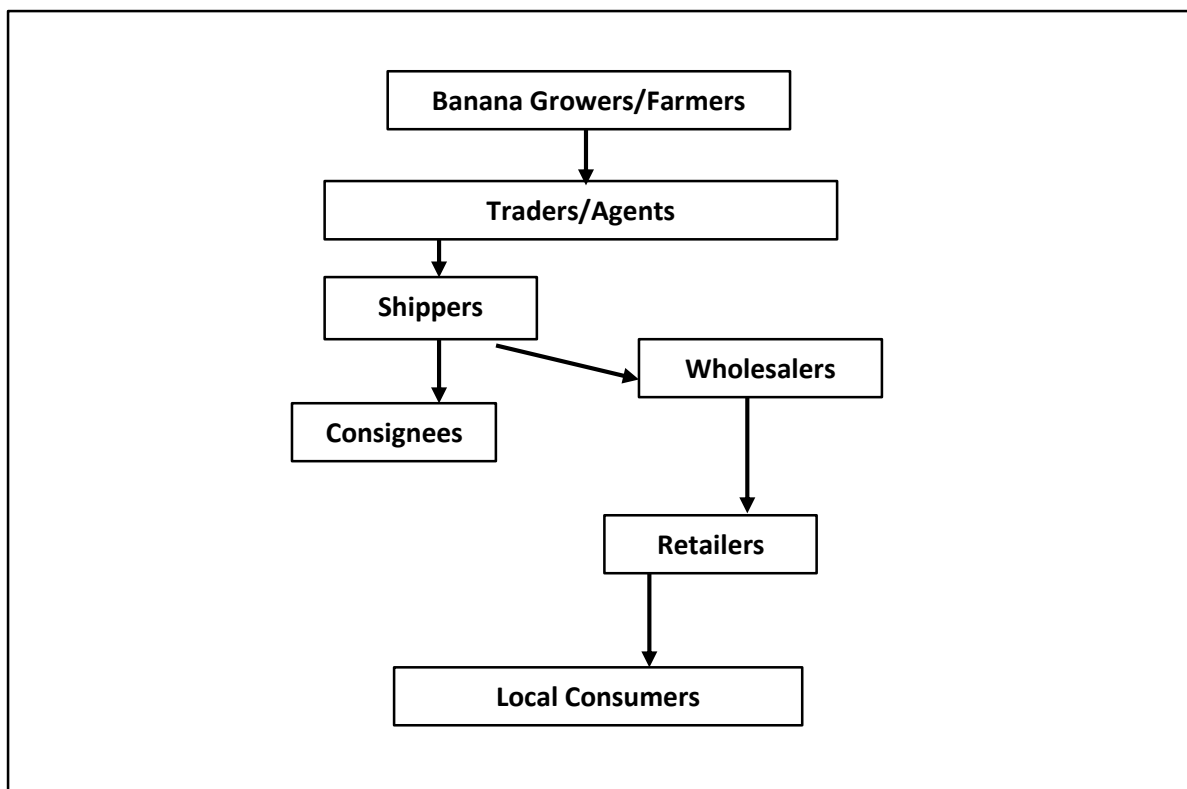 Banana Growers/Farmers
Traders/Agents
Shippers
Wholesalers
Consignees
Retailers
Local Consumers